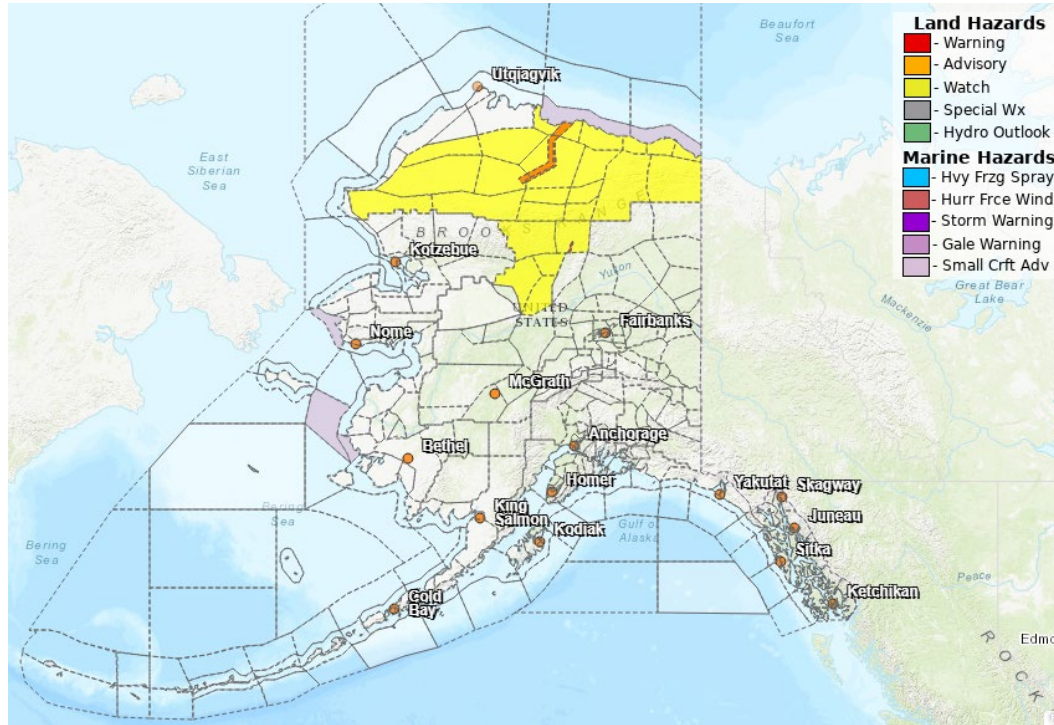 Beaufort
Sea
Land Hazards
- Warning
- Advisory
- Watch
- Special Wx
- Hydro Outlook
Marine Hazards
- Hvy Frzg Spray
- Hurr Frce Wind
- Storm Warning
- Gale Warning
- Small Crft Adv
Utqiagvik
East
Siberian
Sea
BROOKS RANGE
Kotzebue
Yukon
Great Bear
Lake
Mackenzie
UNITED
STATES
Fairbanks
Nome
McGrath
Anchorage
Bethel
Homer
Yakutat
Skagway
King
Salmon
Kodiak
Gulf of
Alaska
Juneau
Bering
Sea
Bering
Sea
Sitka
Peace
Cold
Bay
Ketchikan
Edmo
ROCK